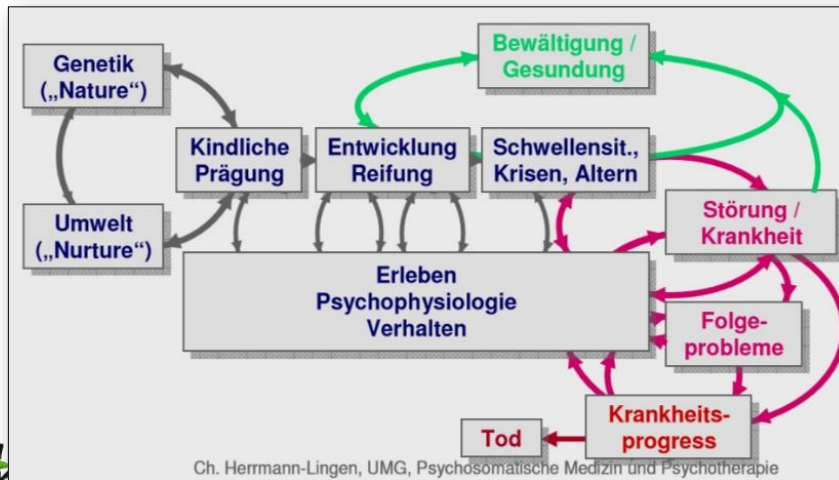 Bewältigung /
Gesundung
Genetik
(„Nature“)
Kindliche
Prägung
Entwicklung
Reifung
Schwellensit.,
Krisen, Altern
Umwelt
(„Nurture“)
Störung /
Krankheit
Erleben
Psychophysiologie
Verhalten
Folge-
probleme
Krankheits-
progress
Tod
Ch. Herrmann-Lingen, UMG, Psychosomatische Medizin und Psychotherapie